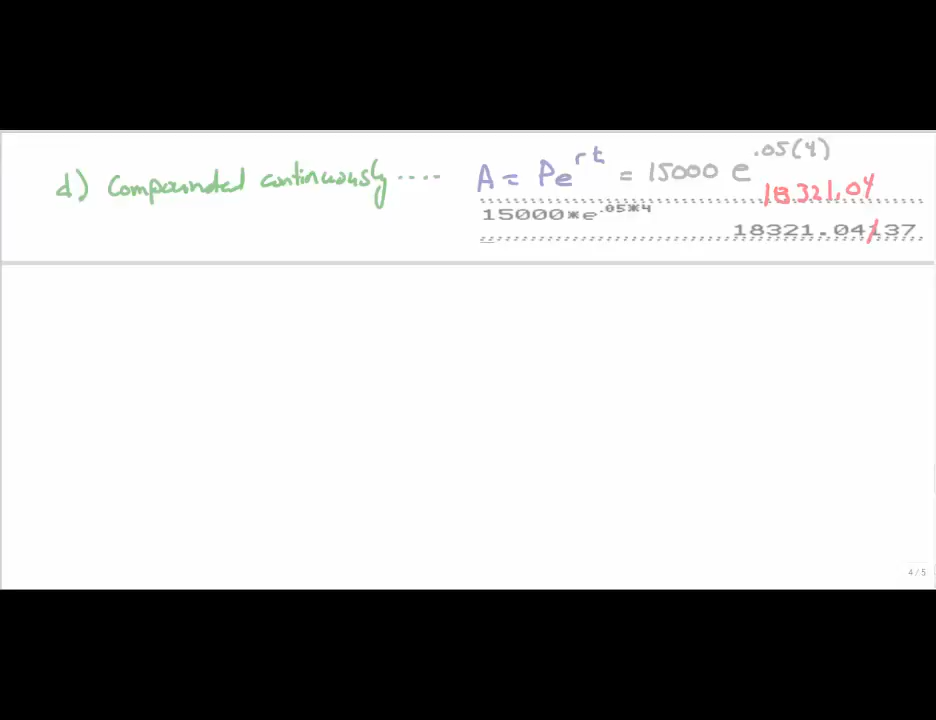 d) Compounded continuously .... A = Pe^rt = 15000 e^.05(4)
18321.04
15000*e^.05*4
18321.04137
4/5